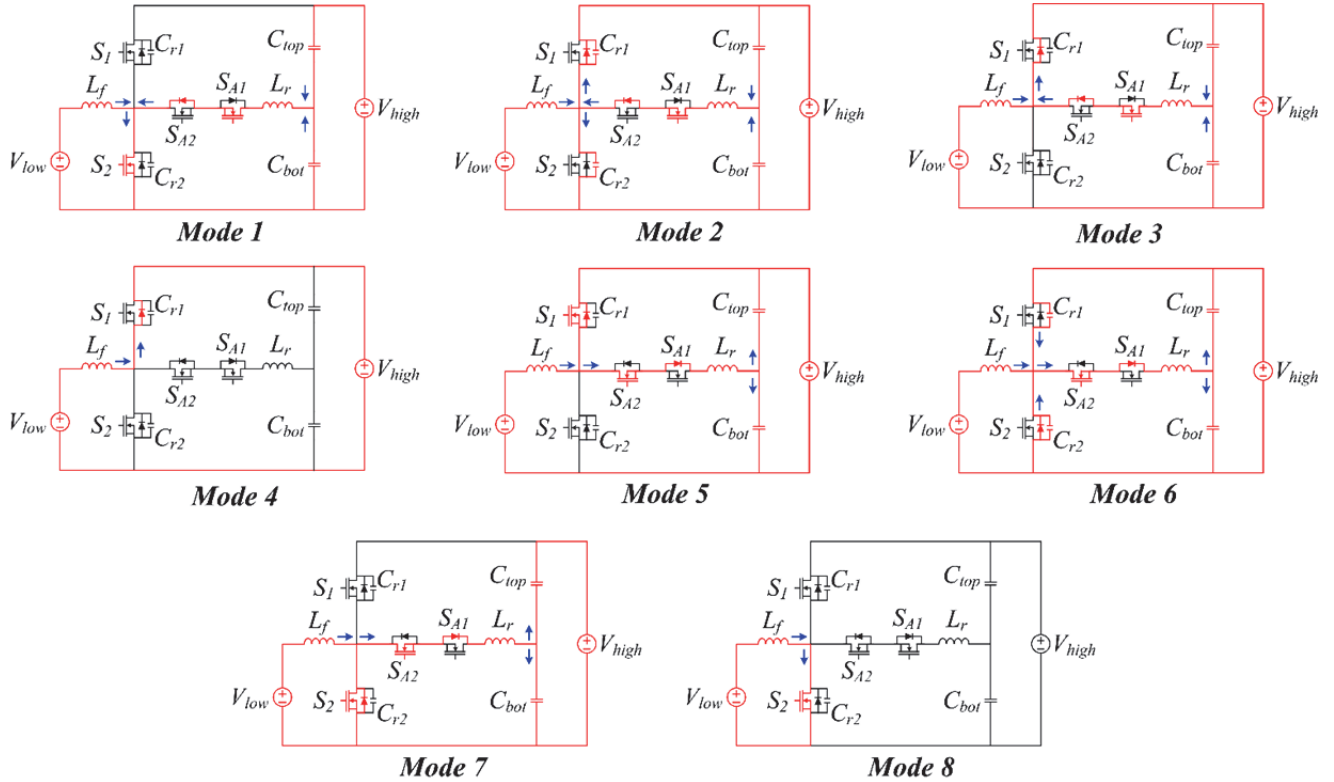 S1 Cr1 Ctop
Lf SA1 Lr
Vhigh
SA2
Vlow S2 Cr2 Cbot
Mode 1
S1 Cr1 Ctop
Lf SA1 Lr
Vhigh
SA2
Vlow S2 Cr2 Cbot
Mode 2
S1 Cr1 Ctop
Lf SA1 Lr
Vhigh
SA2
Vlow S2 Cr2 Cbot
Mode 3
S1 Cr1 Ctop
Lf SA1 Lr
Vhigh
SA2
Vlow S2 Cr2 Cbot
Mode 4
S1 Cr1 Ctop
Lf SA1 Lr
Vhigh
SA2
Vlow S2 Cr2 Cbot
Mode 5
S1 Cr1 Ctop
Lf SA1 Lr
Vhigh
SA2
Vlow S2 Cr2 Cbot
Mode 6
S1 Cr1 Ctop
Lf SA1 Lr
Vhigh
SA2
Vlow S2 Cr2 Cbot
Mode 7
S1 Cr1 Ctop
Lf SA1 Lr
Vhigh
SA2
Vlow S2 Cr2 Cbot
Mode 8